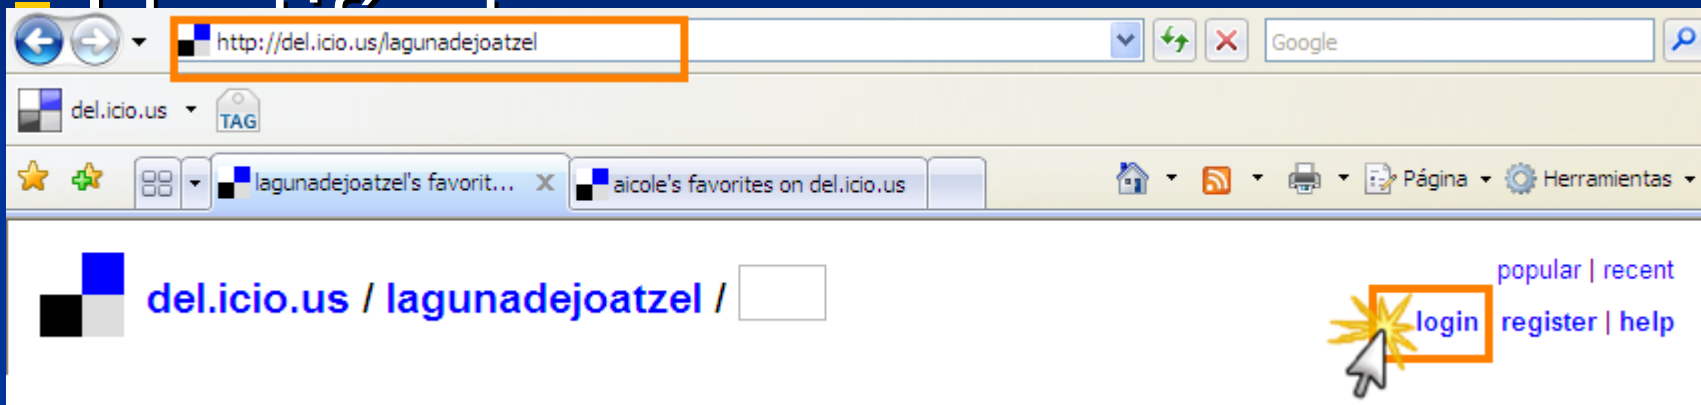 http://del.icio.us/lagunadejoatzel
Google
del.icio.us TAG
lagunadejoatzel's favorit... aicole's favorites on del.icio.us Página Herramientas
popular | recent
del.icio.us / lagunadejoatzel /
login register | help